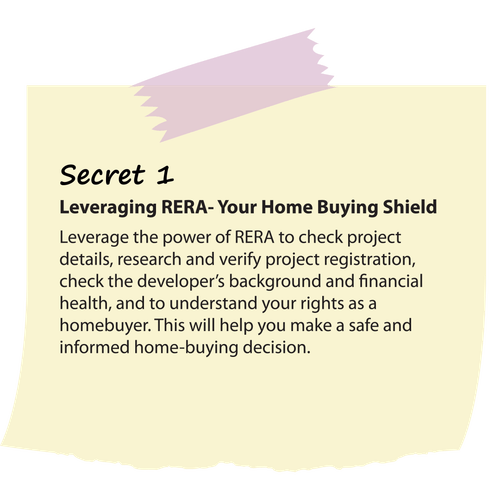 Secret 1
Leveraging RERA- Your Home Buying Shield
Leverage the power of RERA to check project
details, research and verify project registration,
check the developer's background and financial
health, and to understand your rights as a
homebuyer. This will help you make a safe and
informed home-buying decision.